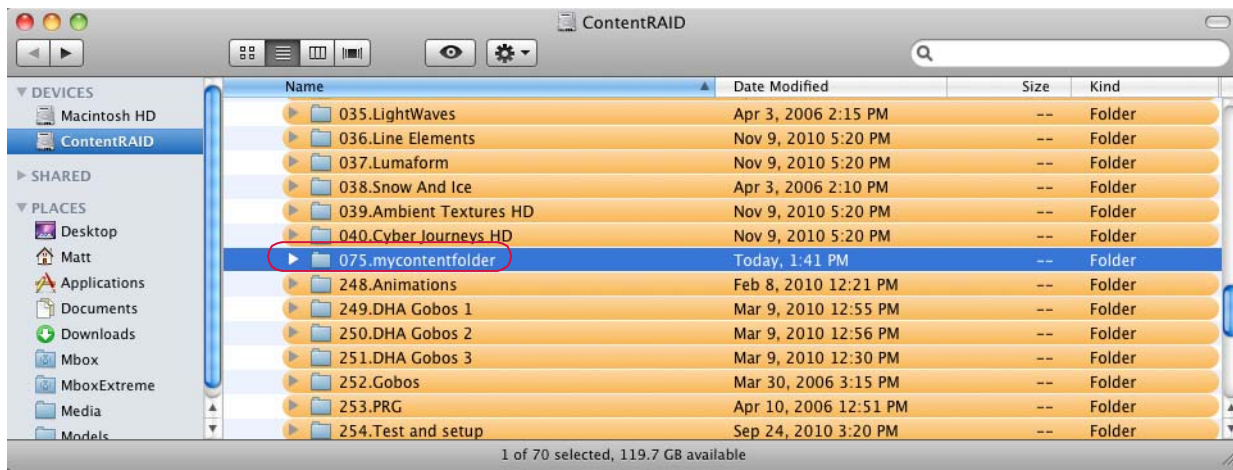 ContentRAID
Name Date Modified Size Kind
DEVICES
Macintosh HD
ContentRAID
SHARED
PLACES
Desktop
Matt
Applications
Documents
Downloads
Mbox
MboxExtreme
Media
Models
035.LightWaves Apr 3, 2006 2:15 PM -- Folder
036.Line Elements Nov 9, 2010 5:20 PM -- Folder
037.Lumaform Nov 9, 2010 5:20 PM -- Folder
038.Snow And Ice Apr 3, 2006 2:10 PM -- Folder
039.Ambient Textures HD Nov 9, 2010 5:20 PM -- Folder
040.Cyber Journeys HD Nov 9, 2010 5:20 PM -- Folder
075.mycontentfolder Today, 1:41 PM -- Folder
248.Animations Feb 8, 2010 12:21 PM -- Folder
249.DHA Gobos 1 Mar 9, 2010 12:55 PM -- Folder
250.DHA Gobos 2 Mar 9, 2010 12:56 PM -- Folder
251.DHA Gobos 3 Mar 9, 2010 12:30 PM -- Folder
252.Gobos Mar 30, 2006 3:15 PM -- Folder
253.PRG Apr 10, 2006 12:51 PM -- Folder
254.Test and setup Sep 24, 2010 3:20 PM -- Folder
1 of 70 selected, 119.7 GB available